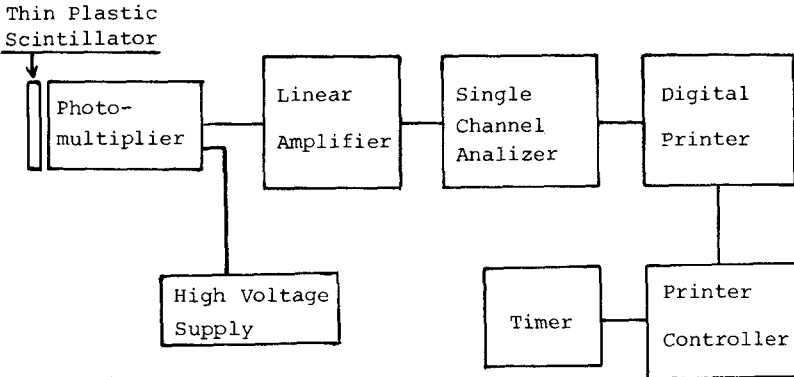 Thin Plastic
Scintillator
Photo-
multiplier
Linear
Amplifier
Single
Channel
Analizer
Digital
Printer
High Voltage
Supply
Timer
Printer
Controller